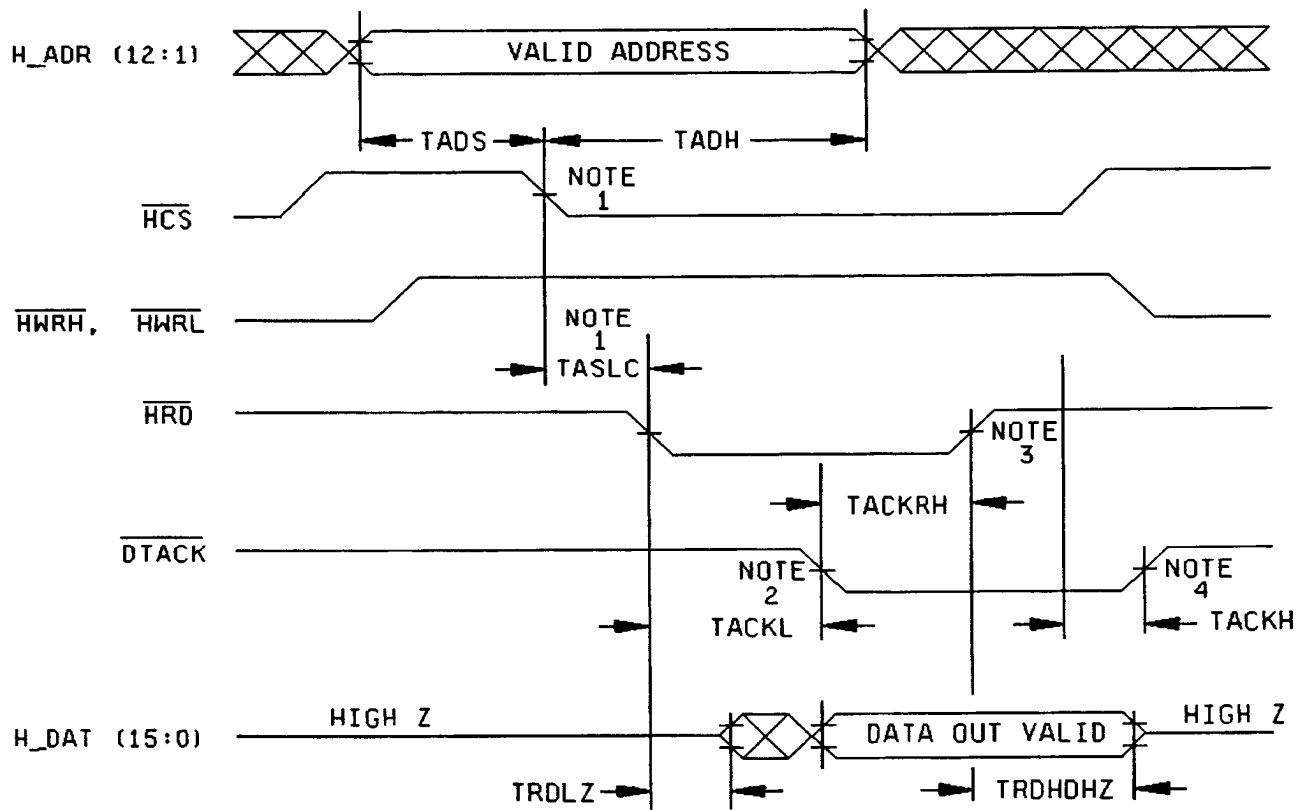 H_ADR (12:1)
VALID ADDRESS
TADS
TADH
HCS
NOTE
1
HWRH, HWRL
NOTE
1
TASLC
HRD
NOTE
3
TACKRH
DTACK
NOTE
2
NOTE
4
TACKL
TACKH
H_DAT (15:0)
HIGH Z
DATA OUT VALID
HIGH Z
TRDLZ
TRDHDHZ